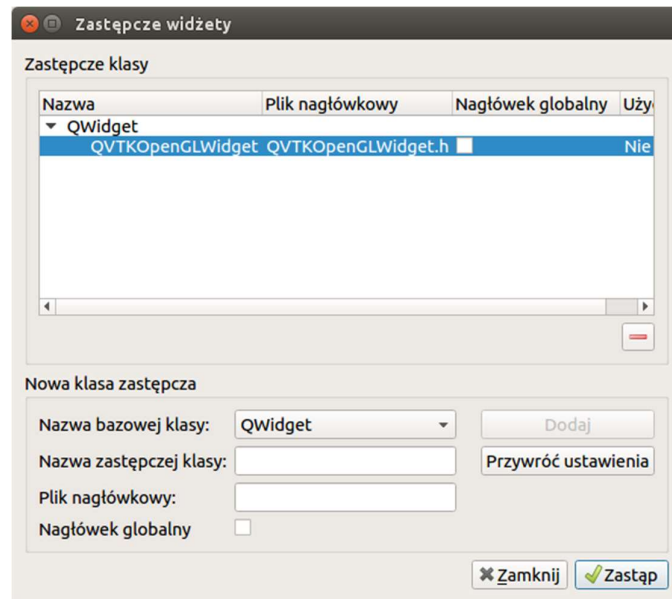 Zastępcze widżety
Zastępcze klasy
Nazwa Plik nagłówkowy Nagłówek globalny Uży
QWidget
QVTKOpenGLWidget QVTKOpenGLWidget.h Nie
Nowa klasa zastępcza
Nazwa bazowej klasy: QWidget Dodaj
Nazwa zastępczej klasy: Przywróć ustawienia
Plik nagłówkowy:
Nagłówek globalny
Zamknij Zastąp